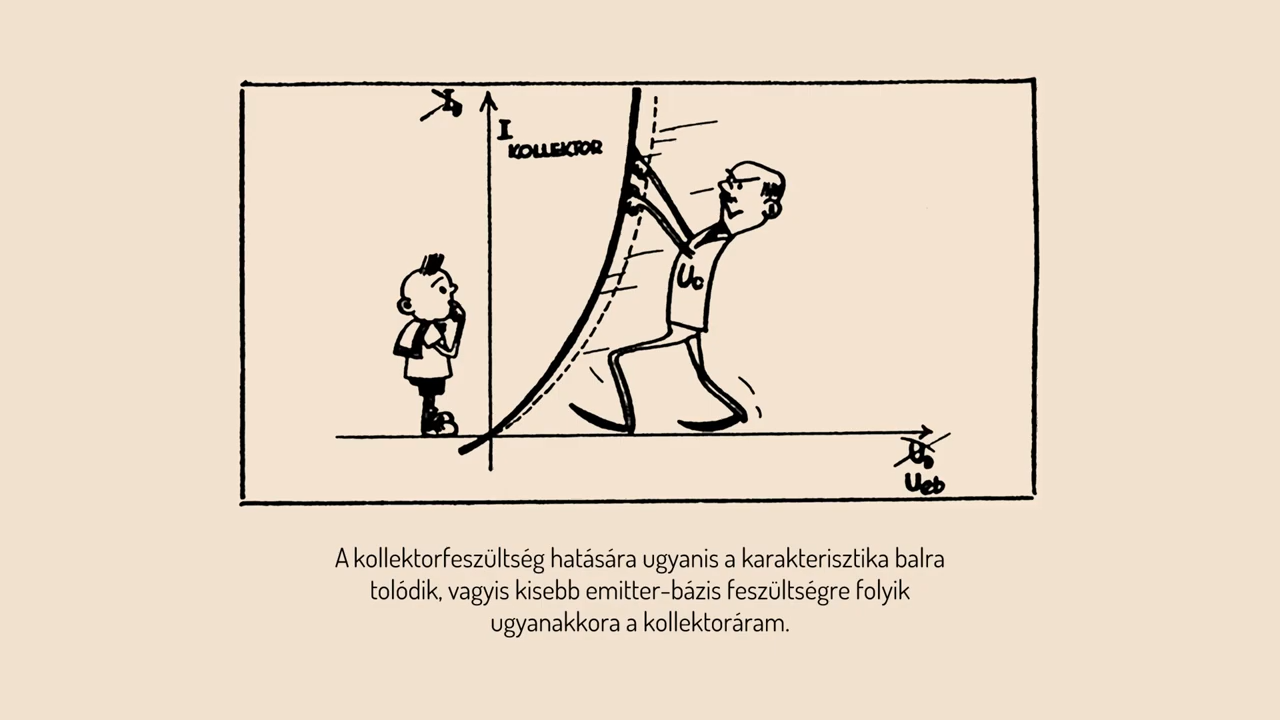 I
KOLLEKTOR
Uc
Ueb
A kollektorfeszültség hatására ugyanis a karakterisztika balra
tolódik, vagyis kisebb emitter-bázis feszültségre folyik
ugyanakkora a kollektoráram.